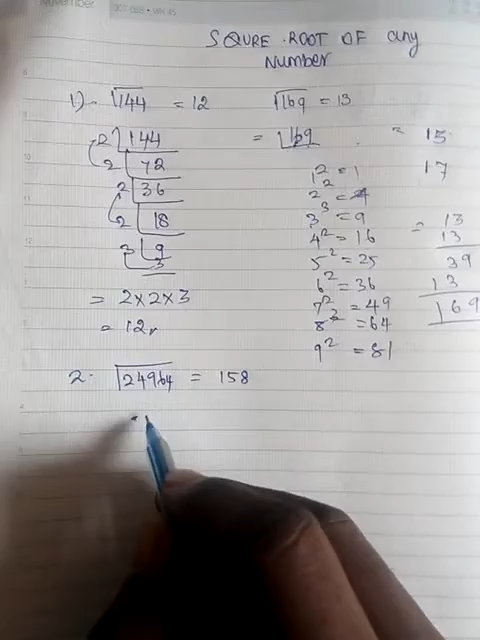 SQURE ROOT OF any
Number
1) √144 = 12
√169 = 13
2 144
2 72
2 36
2 18
3 9
3
= 2×2×3
= 12
= √169
= 15
17
1² = 1
2² = 4
3³ = 9
4² = 16
5² = 25
6² = 36
7² = 49
8² = 64
9² = 81
= 13
13
39
13
169
2. √24964 = 158